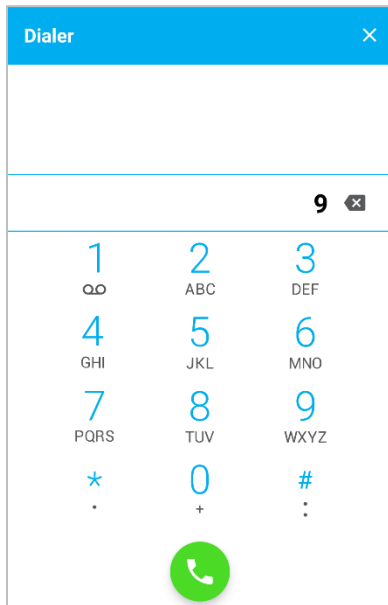 Dialer
9
1 2 3
ABC DEF
4 5 6
GHI JKL MNO
7 8 9
PQRS TUV WXYZ
* 0 #
. + :